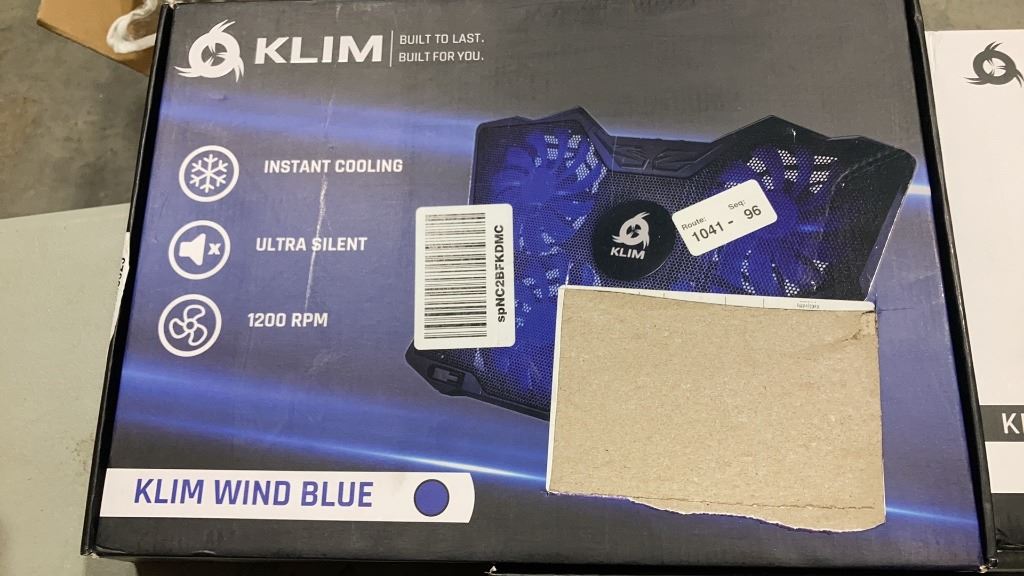 KLIM
BUILT TO LAST.
BUILT FOR YOU.
INSTANT COOLING
ULTRA SILENT
1200 RPM
spNC2BFKDMC
Route: Seq:
1041 - 96
KLIM
KLIM WIND BLUE